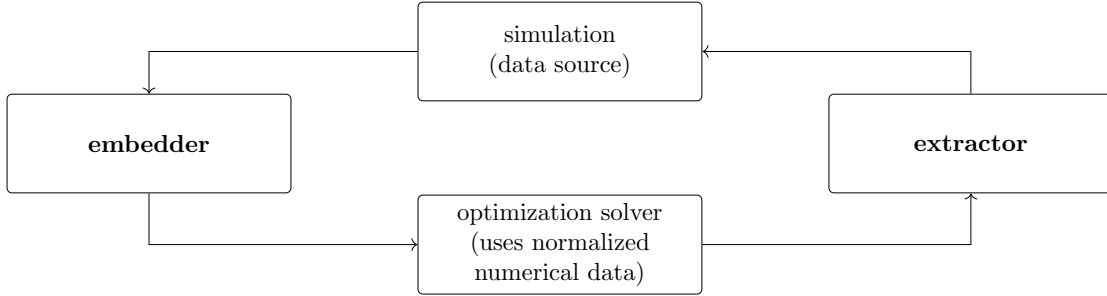 simulation
(data source)
embedder
extractor
optimization solver
(uses normalized
numerical data)